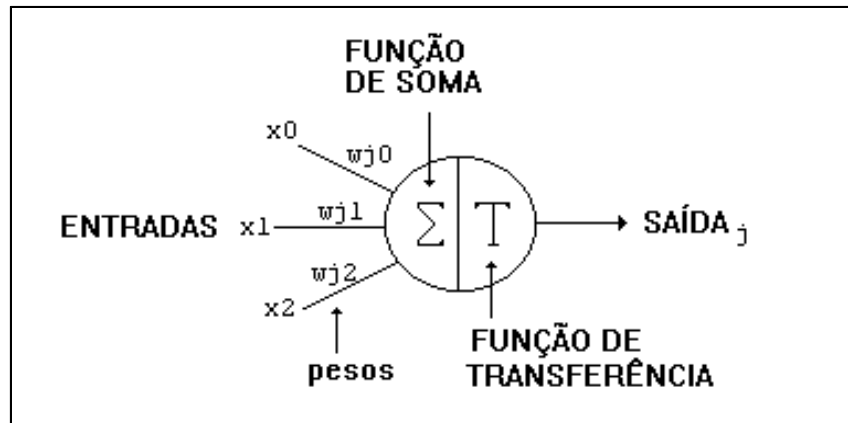 FUNÇÃO
DE SOMA
x0
wj0
ENTRADAS x1 wj1 Σ T SAÍDA j
wj2
x2
pesos
FUNÇÃO DE
TRANSFERÊNCIA